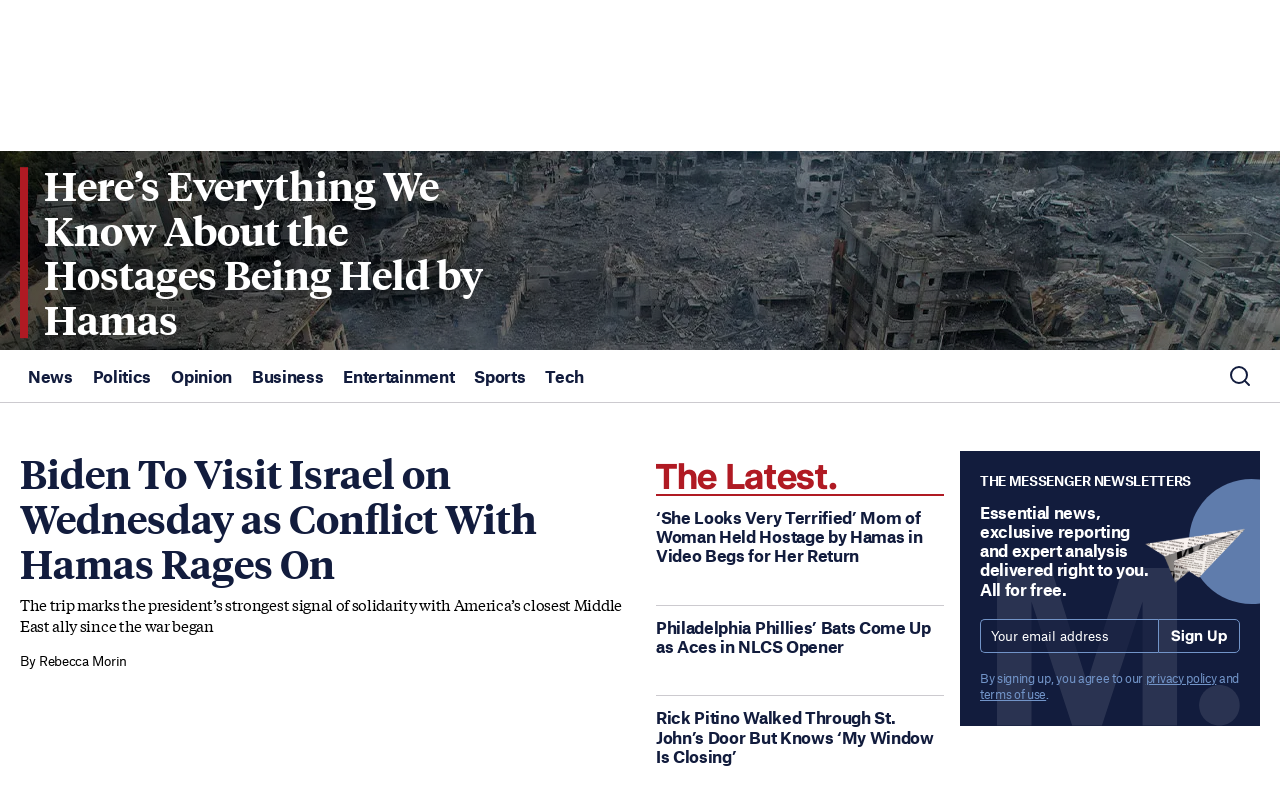 Here’s Everything We
Know About the
Hostages Being Held by
Hamas
News Politics Opinion Business Entertainment Sports Tech
Biden To Visit Israel on
Wednesday as Conflict With
Hamas Rages On
The trip marks the president’s strongest signal of solidarity with America’s closest Middle
East ally since the war began
By Rebecca Morin
The Latest.
‘She Looks Very Terrified’ Mom of
Woman Held Hostage by Hamas in
Video Begs for Her Return
Philadelphia Phillies’ Bats Come Up
as Aces in NLCS Opener
Rick Pitino Walked Through St.
John’s Door But Knows ‘My Window
Is Closing’
THE MESSENGER NEWSLETTERS
Essential news,
exclusive reporting
and expert analysis
delivered right to you.
All for free.
Your email address Sign Up
By signing up, you agree to our privacy policy and
terms of use.
M.